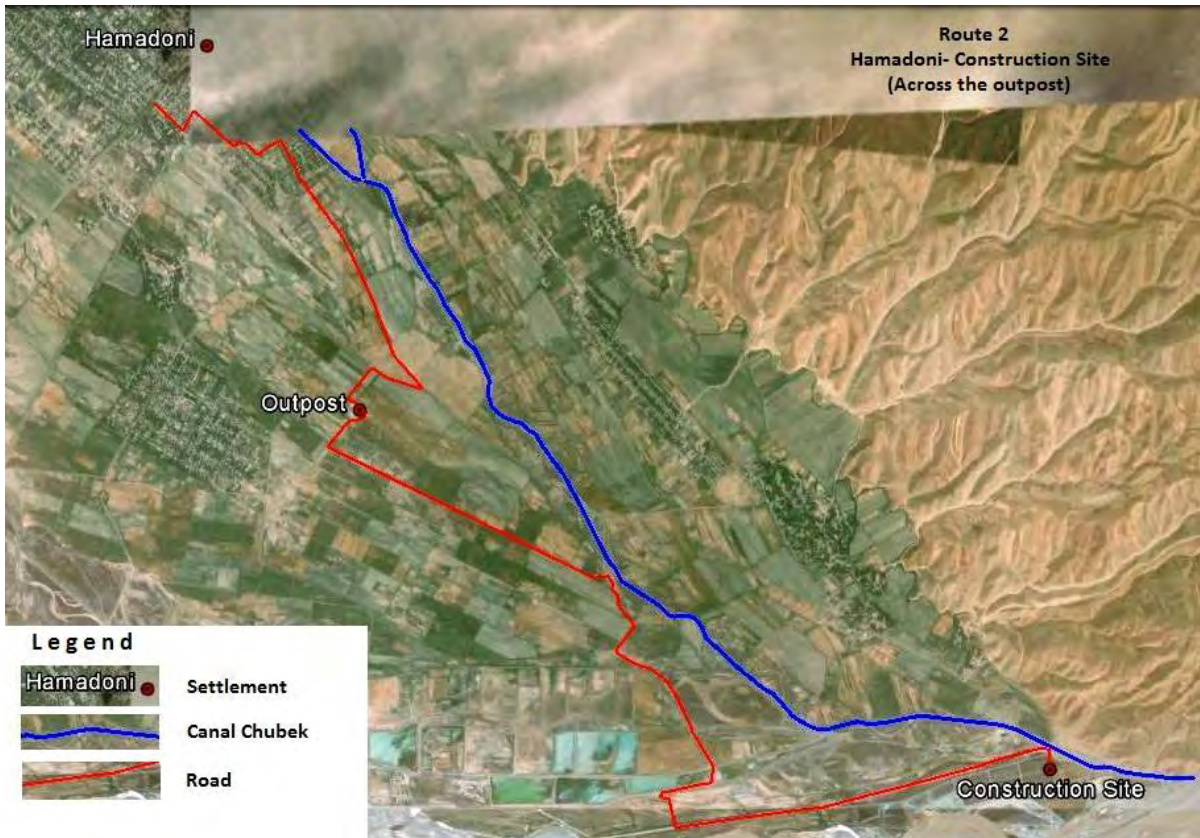 Hamadoni
Route 2
Hamadoni- Construction Site
(Across the outpost)
Outpost
Legend
Hamadoni
Settlement
Canal Chubek
Road
Construction Site